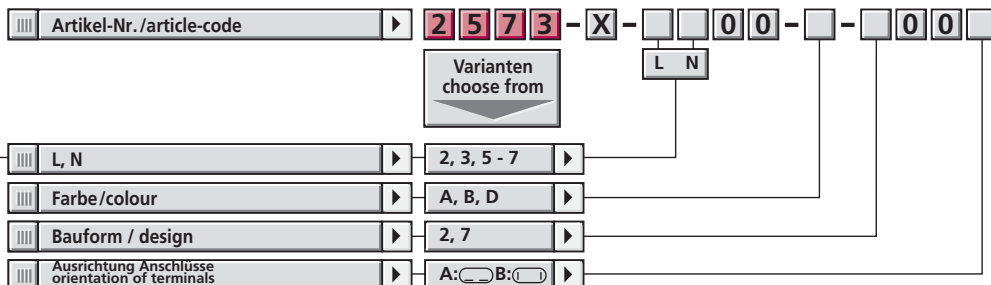 Artikel-Nr./article-code 2573-X-  00- - 00
Varianten
choose from
L N
L, N 2, 3, 5 - 7
Farbe/colour A, B, D
Bauform / design 2, 7
Ausrichtung Anschlüsse
orientation of terminals
A: B: